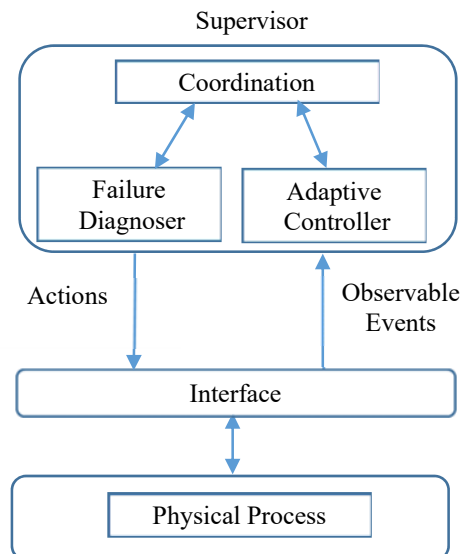 Supervisor
Coordination
Failure
Diagnoser
Adaptive
Controller
Actions
Observable
Events
Interface
Physical Process